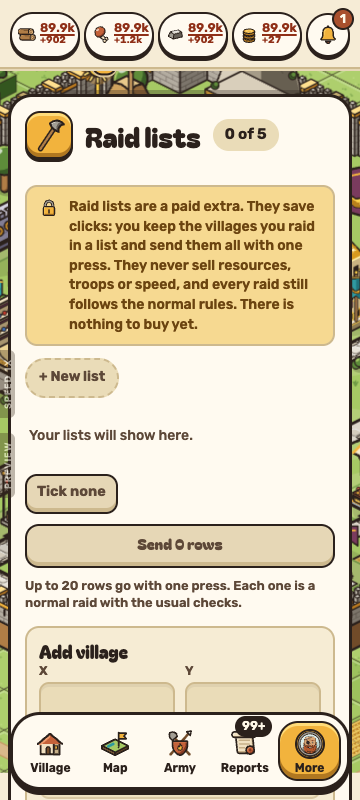 89.9k 89.9k 89.9k 89.9k 1
+902 +1.2k +902 +27
Raid lists 0 of 5
Raid lists are a paid extra. They save
clicks: you keep the villages you raid
in a list and send them all with one
press. They never sell resources,
troops or speed, and every raid still
follows the normal rules. There is
nothing to buy yet.
+ New list
SPEED 1X
Your lists will show here.
PREVIEW
Tick none
Send 0 rows
Up to 20 rows go with one press. Each one is a
normal raid with the usual checks.
Add village
X Y
99+
Village Map Army Reports More